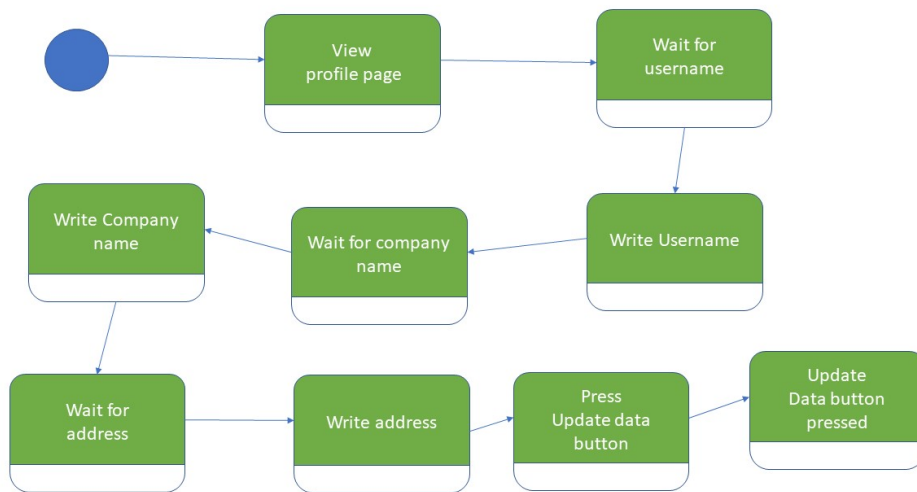 View
profile page
Wait for
username
Write Username
Wait for company
name
Write Company
name
Wait for
address
Write address
Press
Update data
button
Update
Data button
pressed